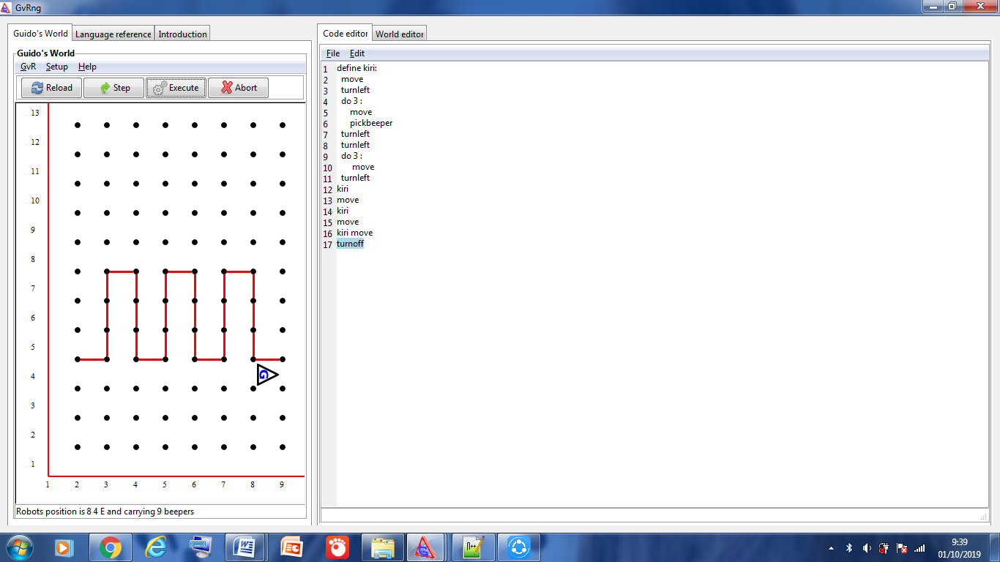 GvRng
Guido's World Language reference Introduction
Guido's World
GvR Setup Help
Reload Step Execute Abort
13
12
11
10
9
8
7
6
5
4
3
2
1
1 2 3 4 5 6 7 8 9
G
Robots position is 8 4 E and carrying 9 beepers
Code editor World editor
File Edit
1 define kiri:
2 move
3 turnleft
4 do 3 :
5 move
6 pickbeeper
7 turnleft
8 turnleft
9 do 3 :
10 move
11 turnleft
12 kiri
13 move
14 kiri
15 move
16 kiri move
17 turnoff
9:39
01/10/2019